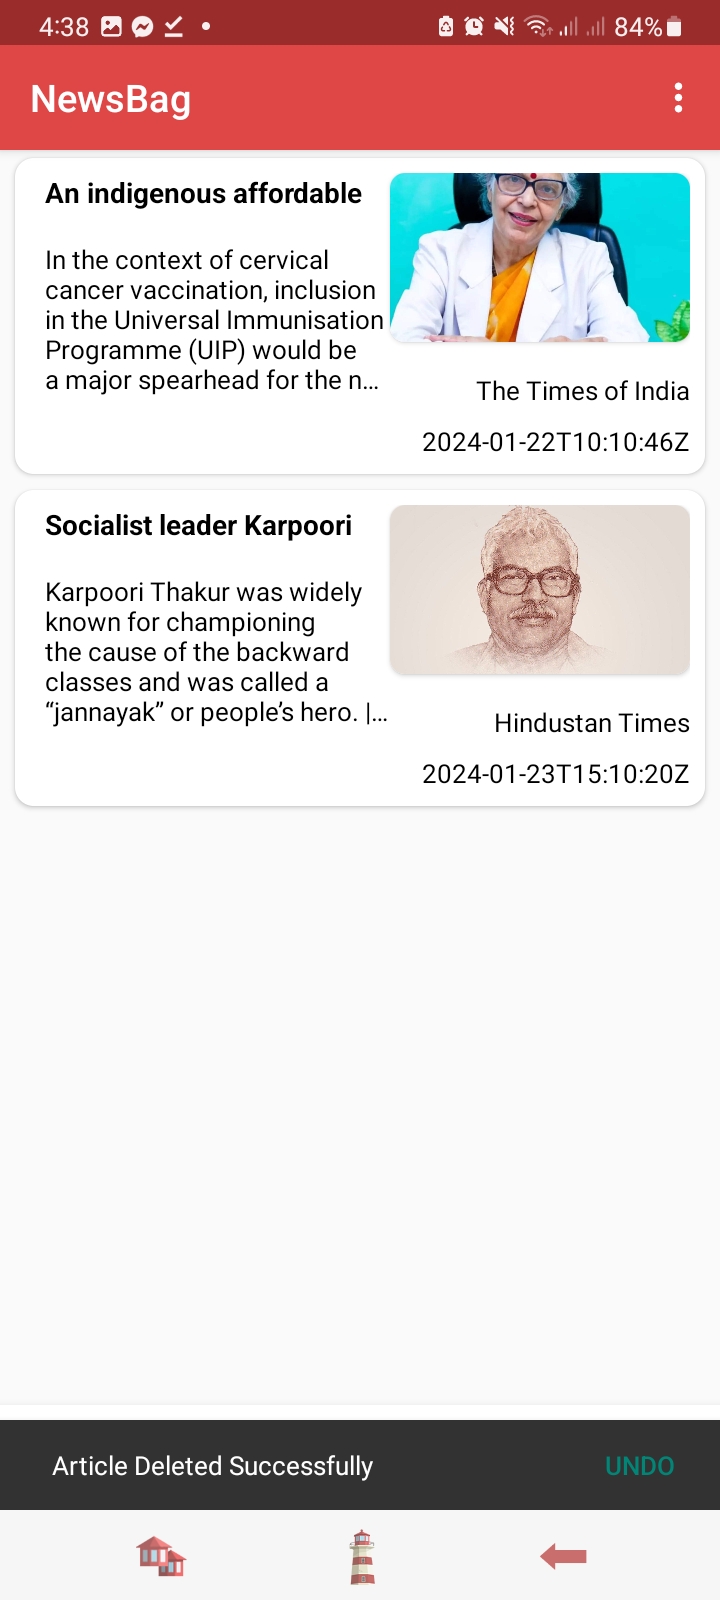 4:38
84%
NewsBag
An indigenous affordable
In the context of cervical
cancer vaccination, inclusion
in the Universal Immunisation
Programme (UIP) would be
a major spearhead for the n...
The Times of India
2024-01-22T10:10:46Z
Socialist leader Karpoori
Karpoori Thakur was widely
known for championing
the cause of the backward
classes and was called a
“jannayak” or people’s hero. |...
Hindustan Times
2024-01-23T15:10:20Z
Article Deleted Successfully
UNDO